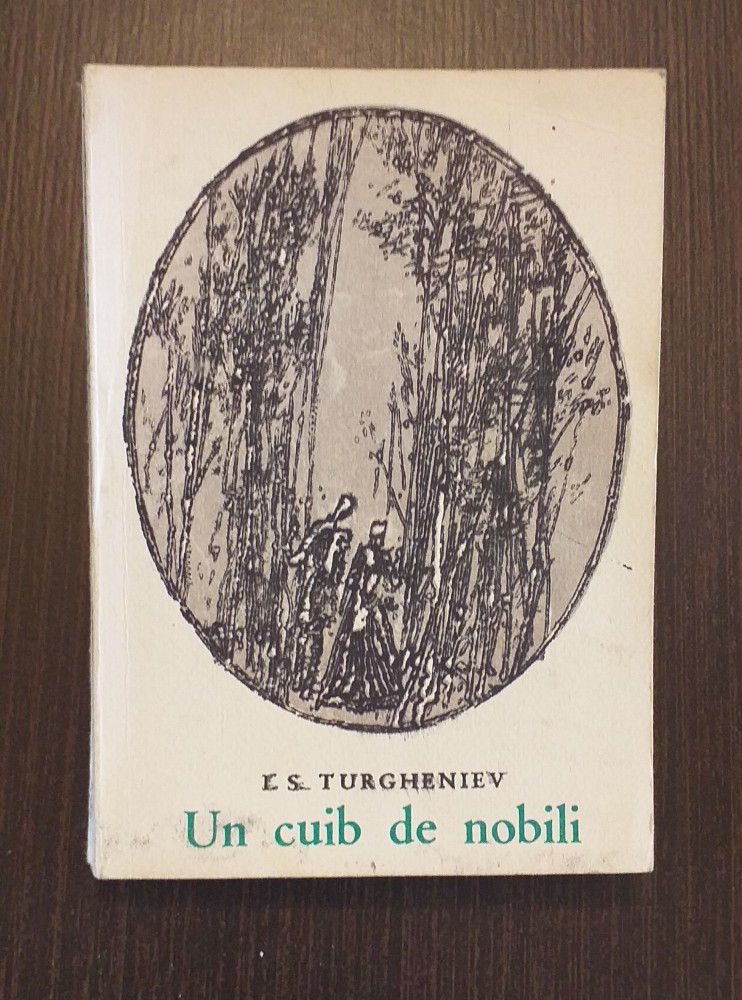 I. S. TURGHENIEV
Un cuib de nobili